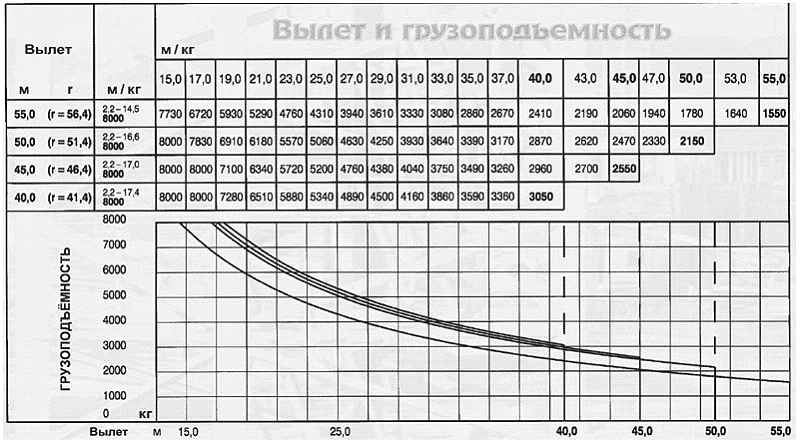 Вылет и грузоподъемность
Вылет м / кг
м r м / кг 15,0 17,0 19,0 21,0 23,0 25,0 27,0 29,0 31,0 33,0 35,0 37,0 40,0 43,0 45,0 47,0 50,0 53,0 55,0
55,0 (r = 56,4) 2,2 – 14,5 8000 7730 6720 5930 5290 4760 4310 3940 3610 3330 3080 2860 2670 2410 2190 2060 1940 1780 1640 1550
50,0 (r = 51,4) 2,2 – 16,6 8000 8000 7830 6910 6180 5570 5060 4630 4250 3930 3640 3390 3170 2870 2620 2470 2330 2150
45,0 (r = 46,4) 2,2 – 17,0 8000 8000 8000 7100 6340 5720 5200 4760 4380 4040 3750 3490 3260 2960 2700 2550
40,0 (r = 41,4) 2,2 – 17,4 8000 8000 8000 7280 6510 5880 5340 4890 4500 4160 3860 3590 3360 3050
ГРУЗОПОДЪЁМНОСТЬ
8000
7000
6000
5000
4000
3000
2000
1000
0 кг
Вылет м 15,0 25,0 40,0 45,0 50,0 55,0